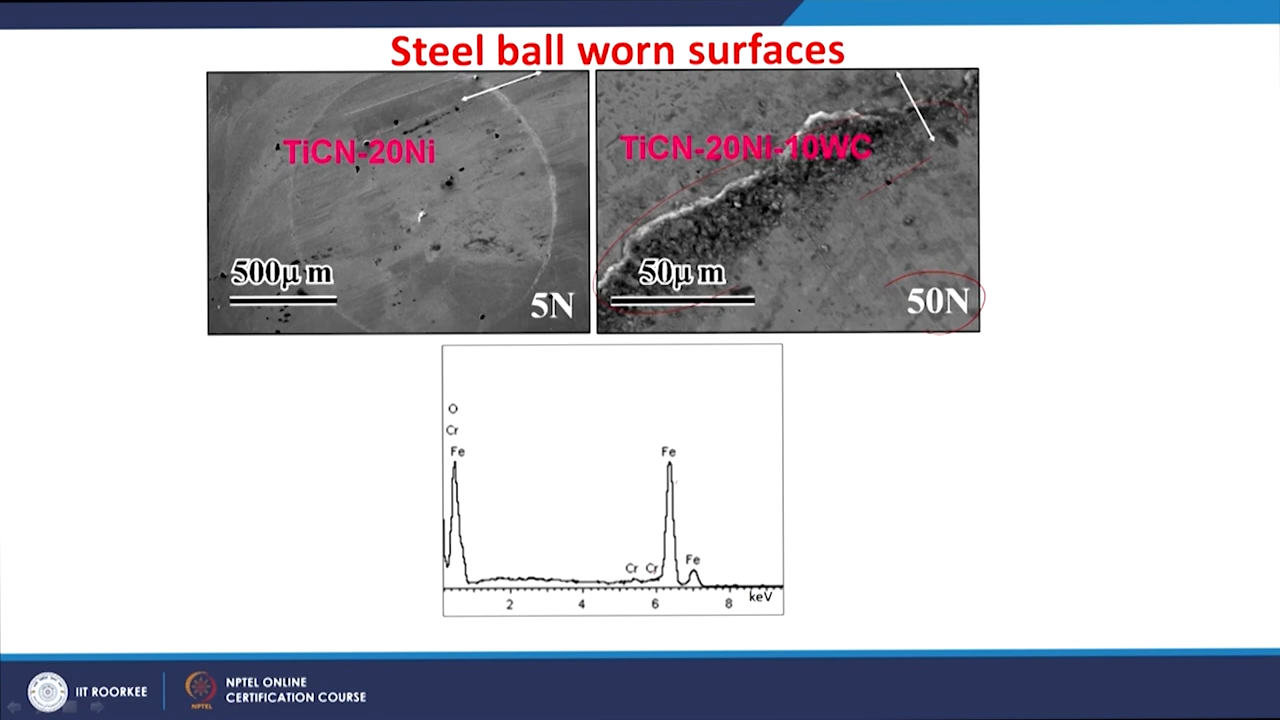 Steel ball worn surfaces
TiCN-20Ni
500μ m
5N
TiCN-20Ni-10WC
50μ m
50N
O
Cr
Fe
Fe
Cr Cr Fe
2 4 6 8 keV
IIT ROORKEE
NPTEL
NPTEL ONLINE
CERTIFICATION COURSE